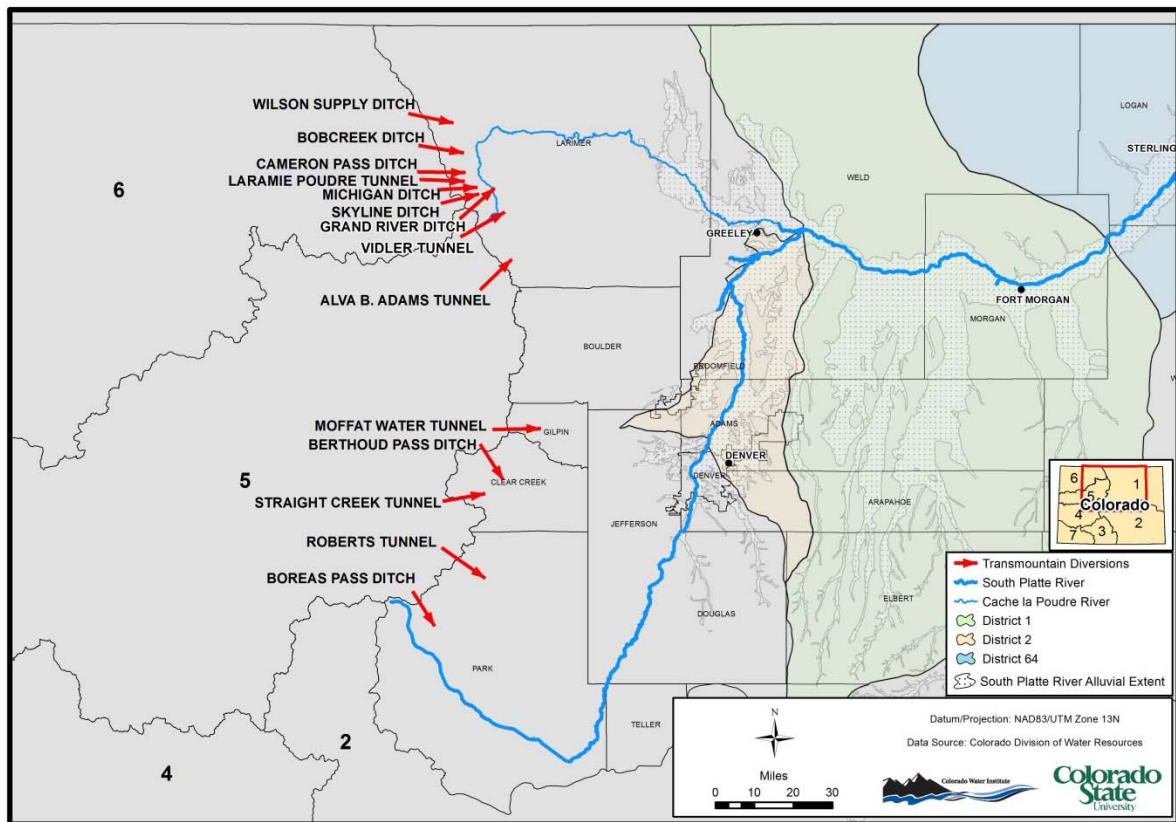 WILSON SUPPLY DITCH
BOBCREEK DITCH
CAMERON PASS DITCH
LARAMIE POUDRE TUNNEL
MICHIGAN DITCH
SKYLINE DITCH
GRAND RIVER DITCH
VIDLER TUNNEL
ALVA B. ADAMS TUNNEL
MOFFAT WATER TUNNEL
BERTHOUD PASS DITCH
STRAIGHT CREEK TUNNEL
ROBERTS TUNNEL
BOREAS PASS DITCH
6
5
4
2
LARIMER
WELD
LOGAN
STERLING
GREELEY
FORT MORGAN
MORGAN
BOULDER
BROOMFIELD
GILPIN
ADAMS
DENVER
DENVER
CLEAR CREEK
JEFFERSON
ARAPAHOE
DOUGLAS
ELBERT
PARK
TELLER
W
6
5
1
Colorado
4
3
2
7
Transmountain Diversions
South Platte River
Cache la Poudre River
District 1
District 2
District 64
South Platte River Alluvial Extent
N
Miles
0 10 20 30
Datum/Projection: NAD83/UTM Zone 13N
Data Source: Colorado Division of Water Resources
Colorado Water Institute
Colorado
State
University